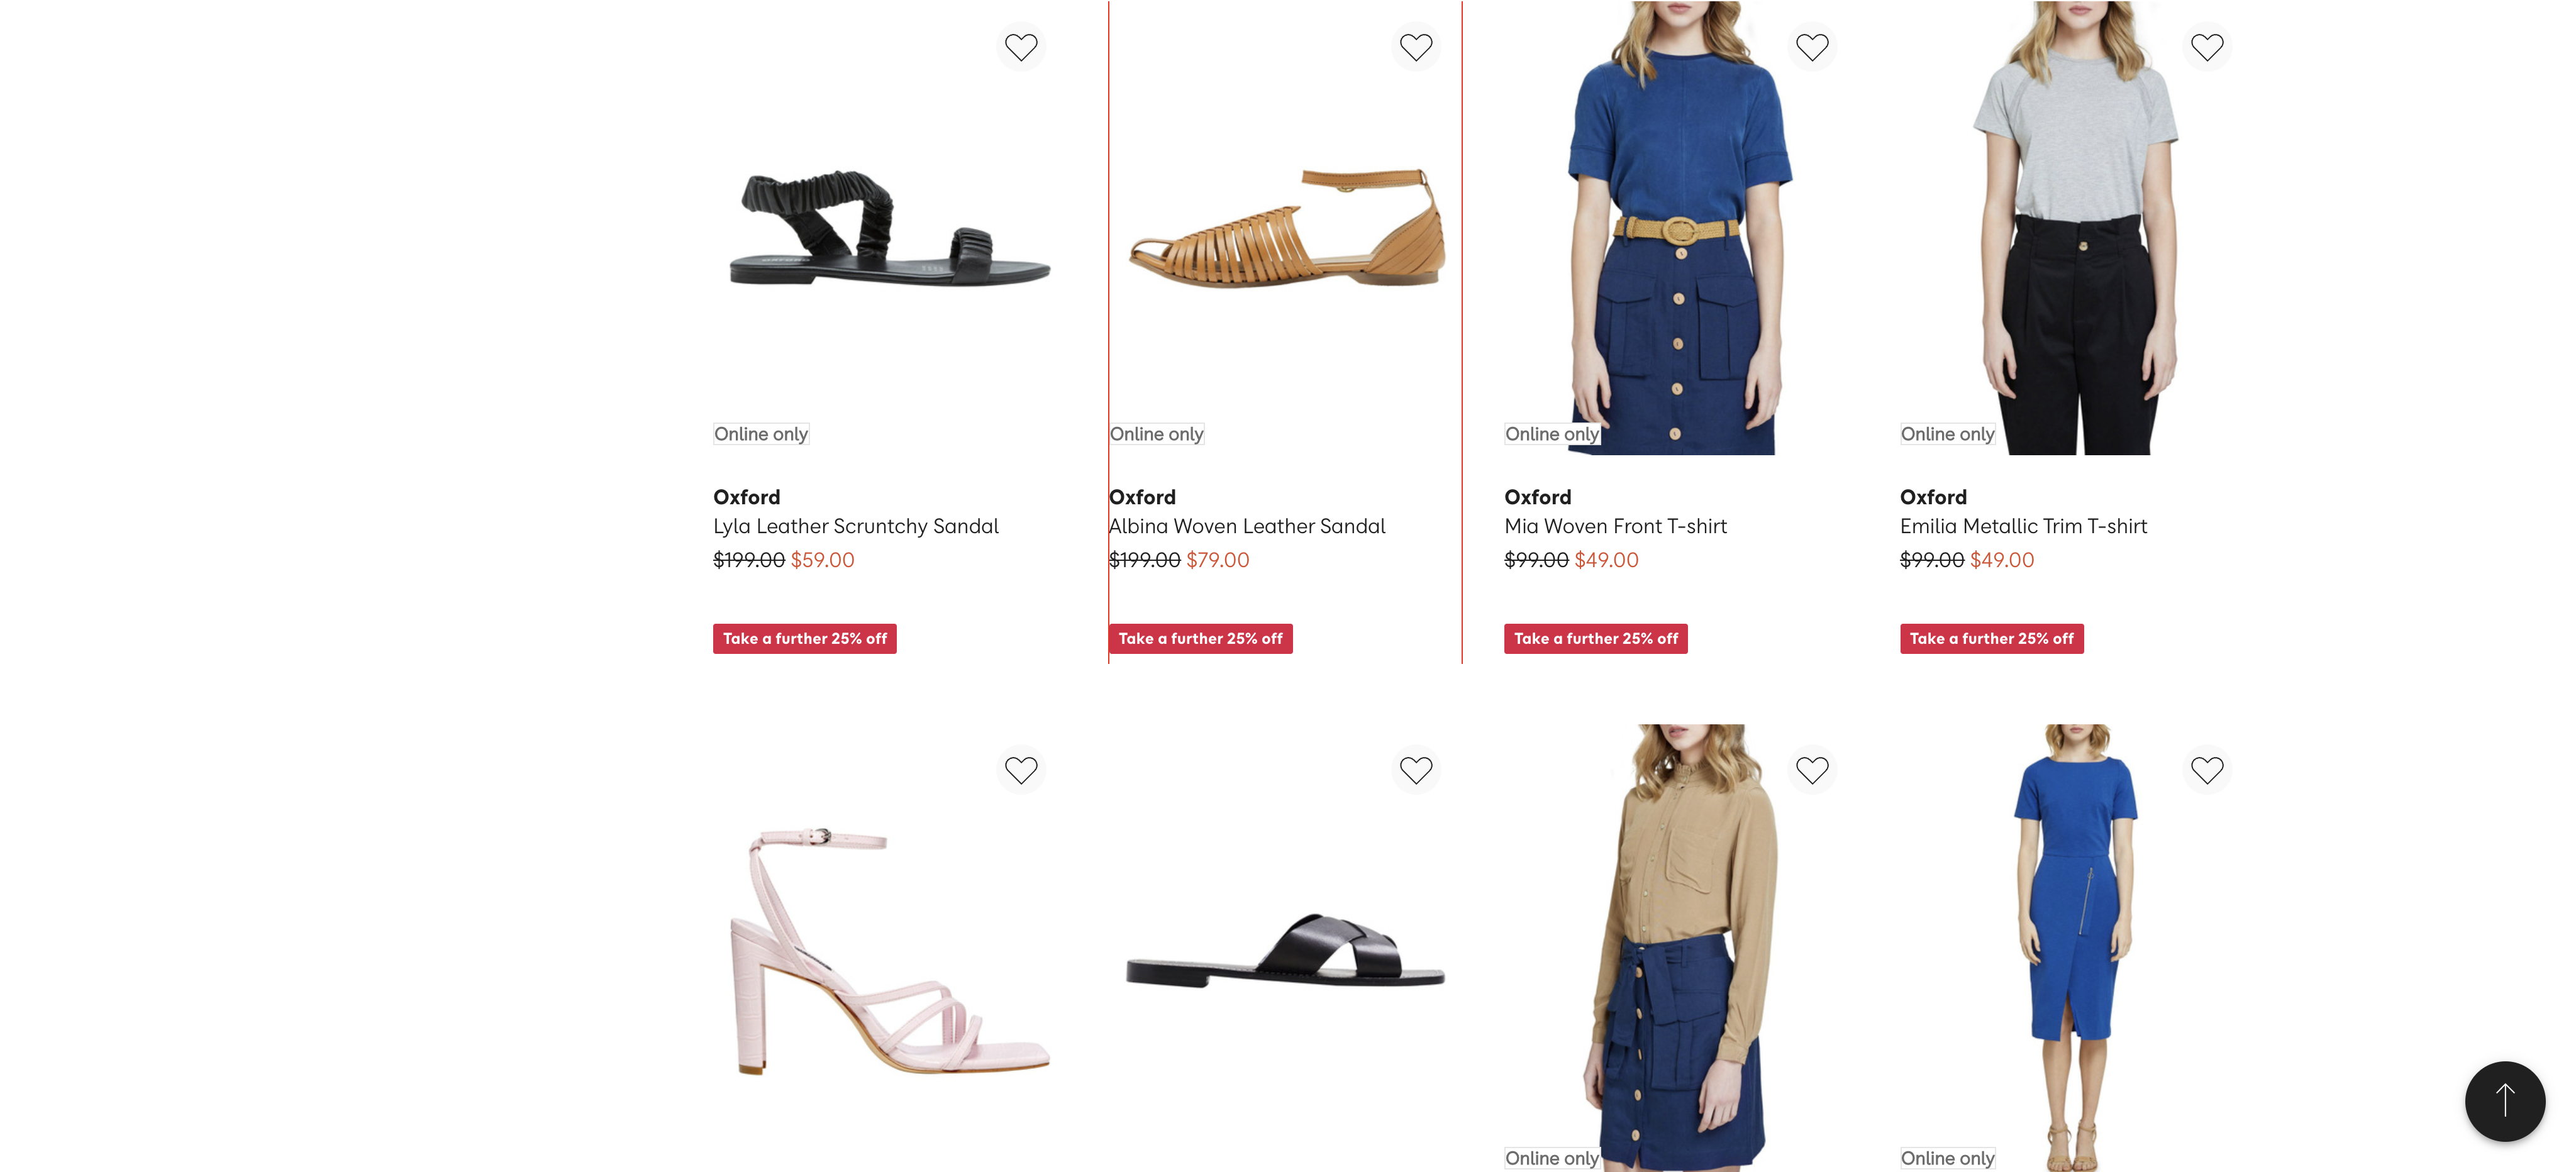 Online only
Oxford
Lyla Leather Scruntchy Sandal
$199.00 $59.00
Take a further 25% off
Online only
Oxford
Albina Woven Leather Sandal
$199.00 $79.00
Take a further 25% off
Online only
Oxford
Mia Woven Front T-shirt
$99.00 $49.00
Take a further 25% off
Online only
Oxford
Emilia Metallic Trim T-shirt
$99.00 $49.00
Take a further 25% off
Online only
Online only